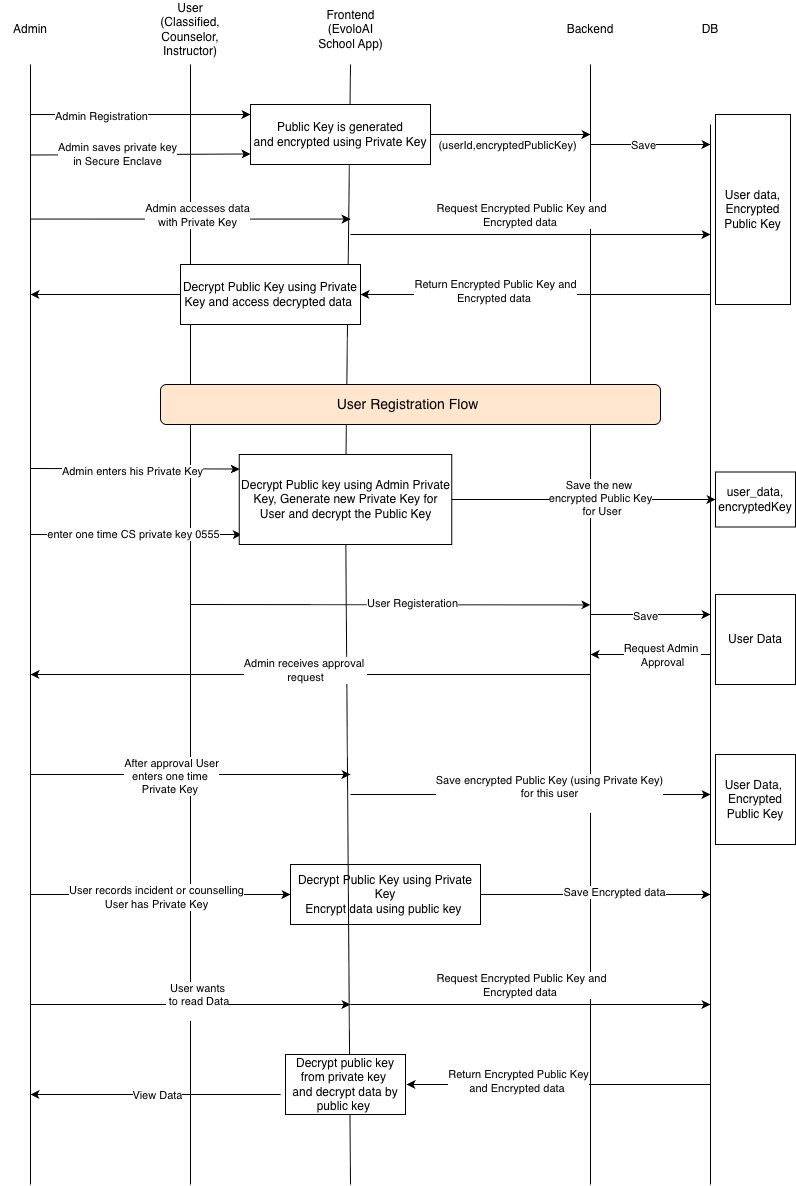 Admin
User
(Classified,
Counselor,
Instructor)
Frontend
(EvoloAI
School App)
Backend
DB
Admin Registration
Admin saves private key
in Secure Enclave
Public Key is generated
and encrypted using Private Key
(userId,encryptedPublicKey)
Save
User data,
Encrypted
Public Key
Admin accesses data
with Private Key
Request Encrypted Public Key and
Encrypted data
Decrypt Public Key using Private
Key and access decrypted data
Return Encrypted Public Key and
Encrypted data
User Registration Flow
Admin enters his Private Key
enter one time CS private key 0555
Decrypt Public key using Admin Private
Key, Generate new Private Key for
User and decrypt the Public Key
Save the new
encrypted Public Key
for User
user_data,
encryptedKey
User Registeration
Save
User Data
Request Admin
Approval
Admin receives approval
request
After approval User
enters one time
Private Key
Save encrypted Public Key (using Private Key)
for this user
User Data,
Encrypted
Public Key
User records incident or counselling
User has Private Key
Decrypt Public Key using Private
Key
Encrypt data using public key
Save Encrypted data
User wants
to read Data
Request Encrypted Public Key and
Encrypted data
Decrypt public key
from private key
and decrypt data by
public key
Return Encrypted Public Key
and Encrypted data
View Data